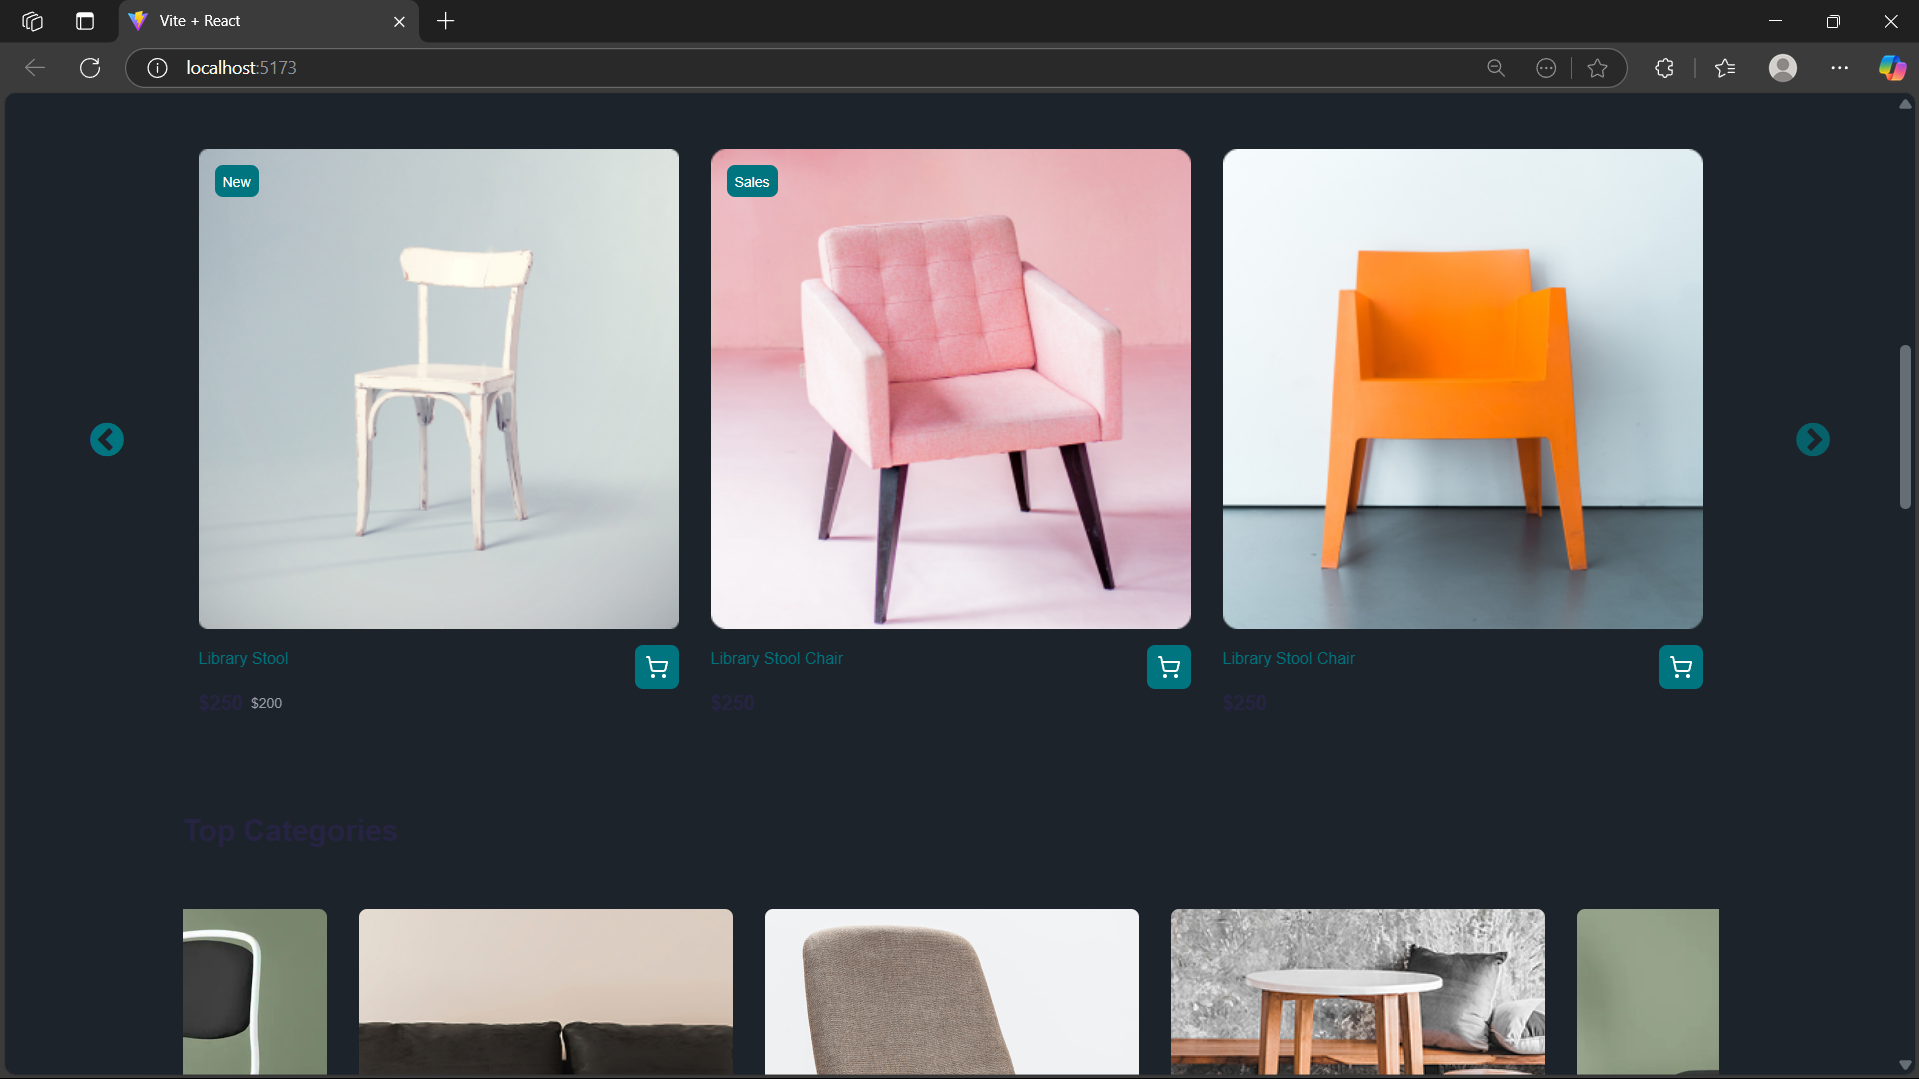 Vite + React
localhost:5173
New
Sales
Library Stool
Library Stool Chair
Library Stool Chair
$250 $200
$250
$250
Top Categories